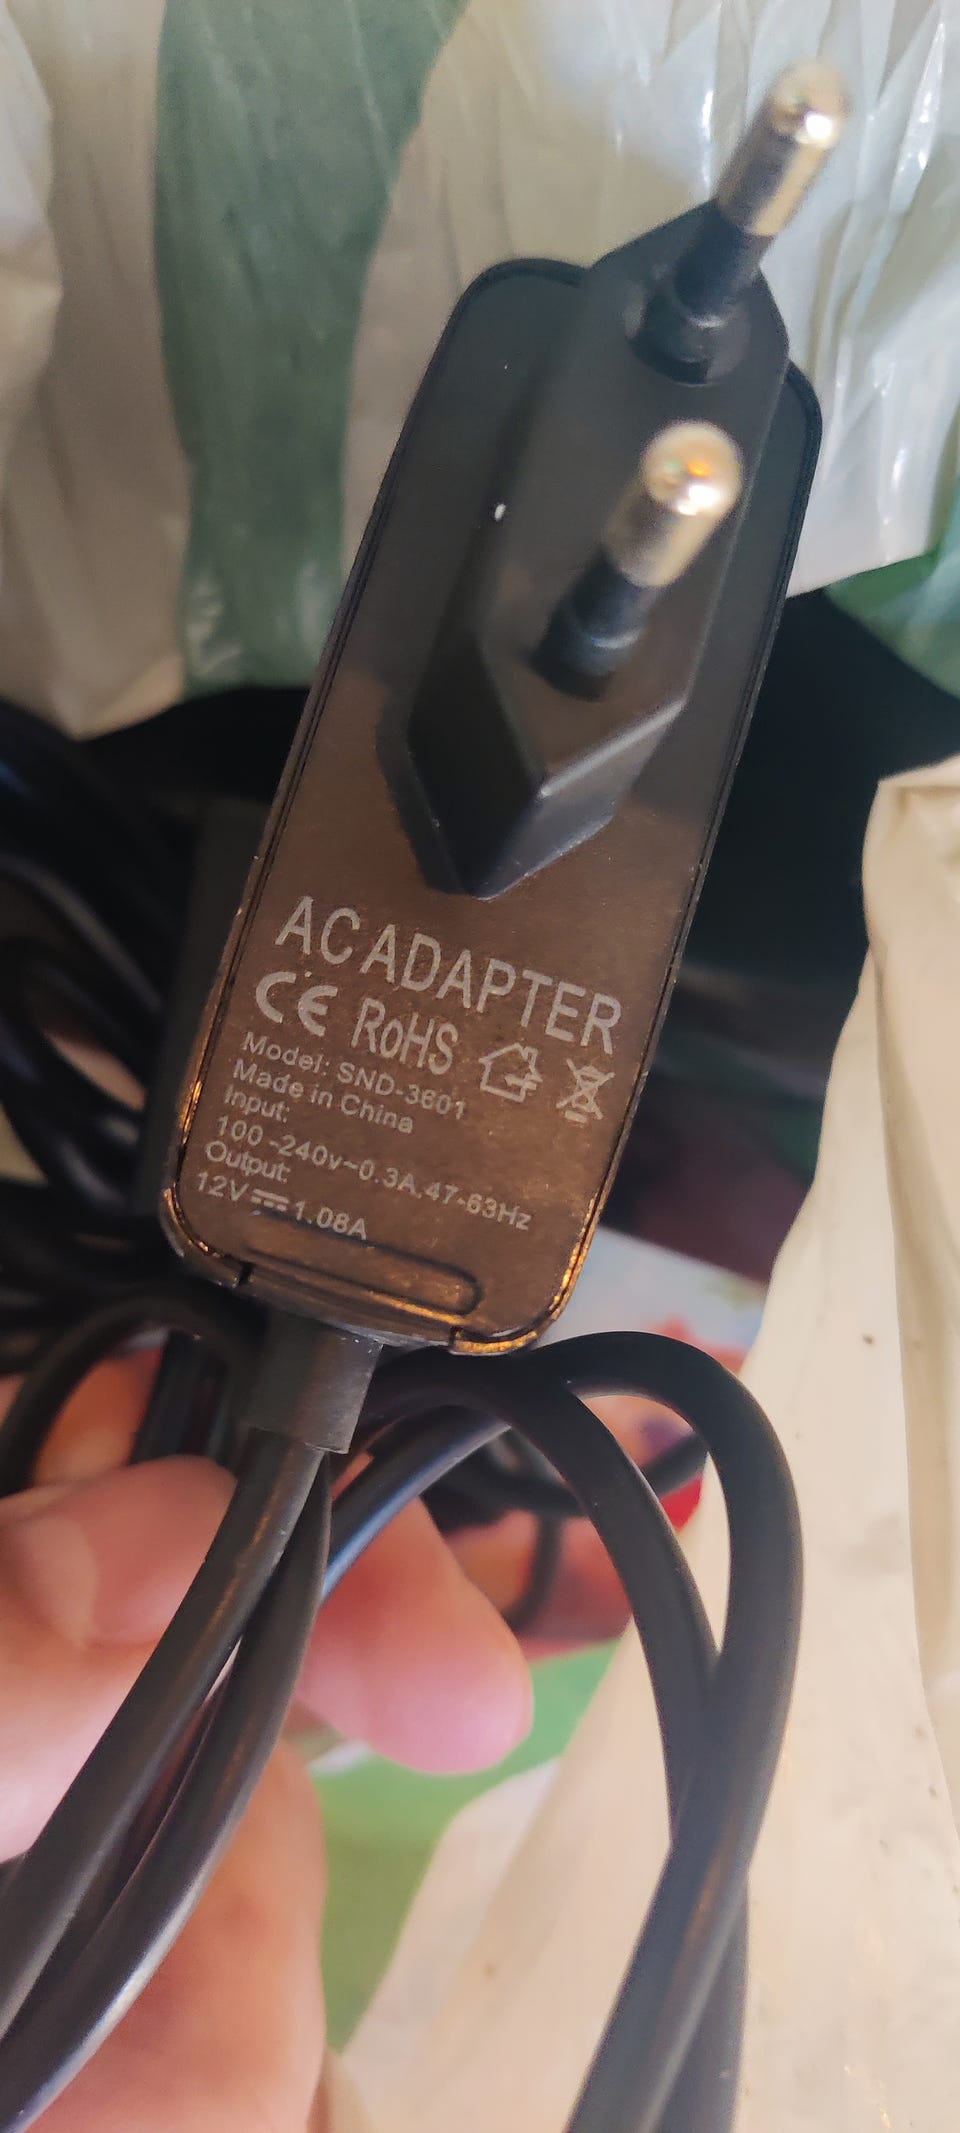 AC ADAPTER
CE RoHS
Model: SND-3601
Made in China
Input:
100-240v~0.3A,47-63Hz
Output:
12V⎓1.08A